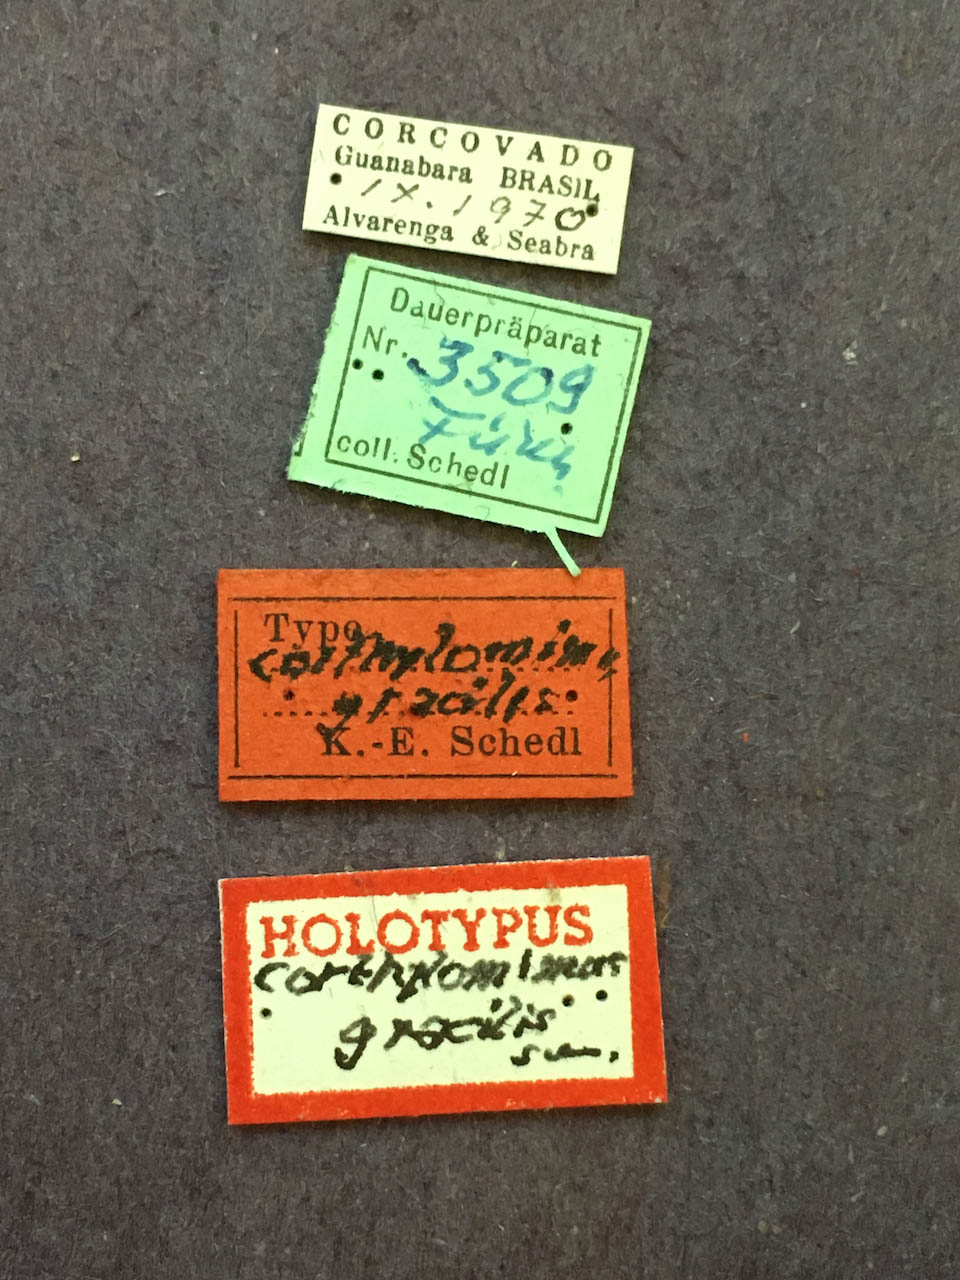 CORCOVADO
Guanabara BRASIL
IX. 1970
Alvarenga & Seabra
Dauerpräparat
Nr. 3509
coll. Schedl
Type
corthylomimus
gracilis
K.-E. Schedl
HOLOTYPUS
corthylomimus
gracilis